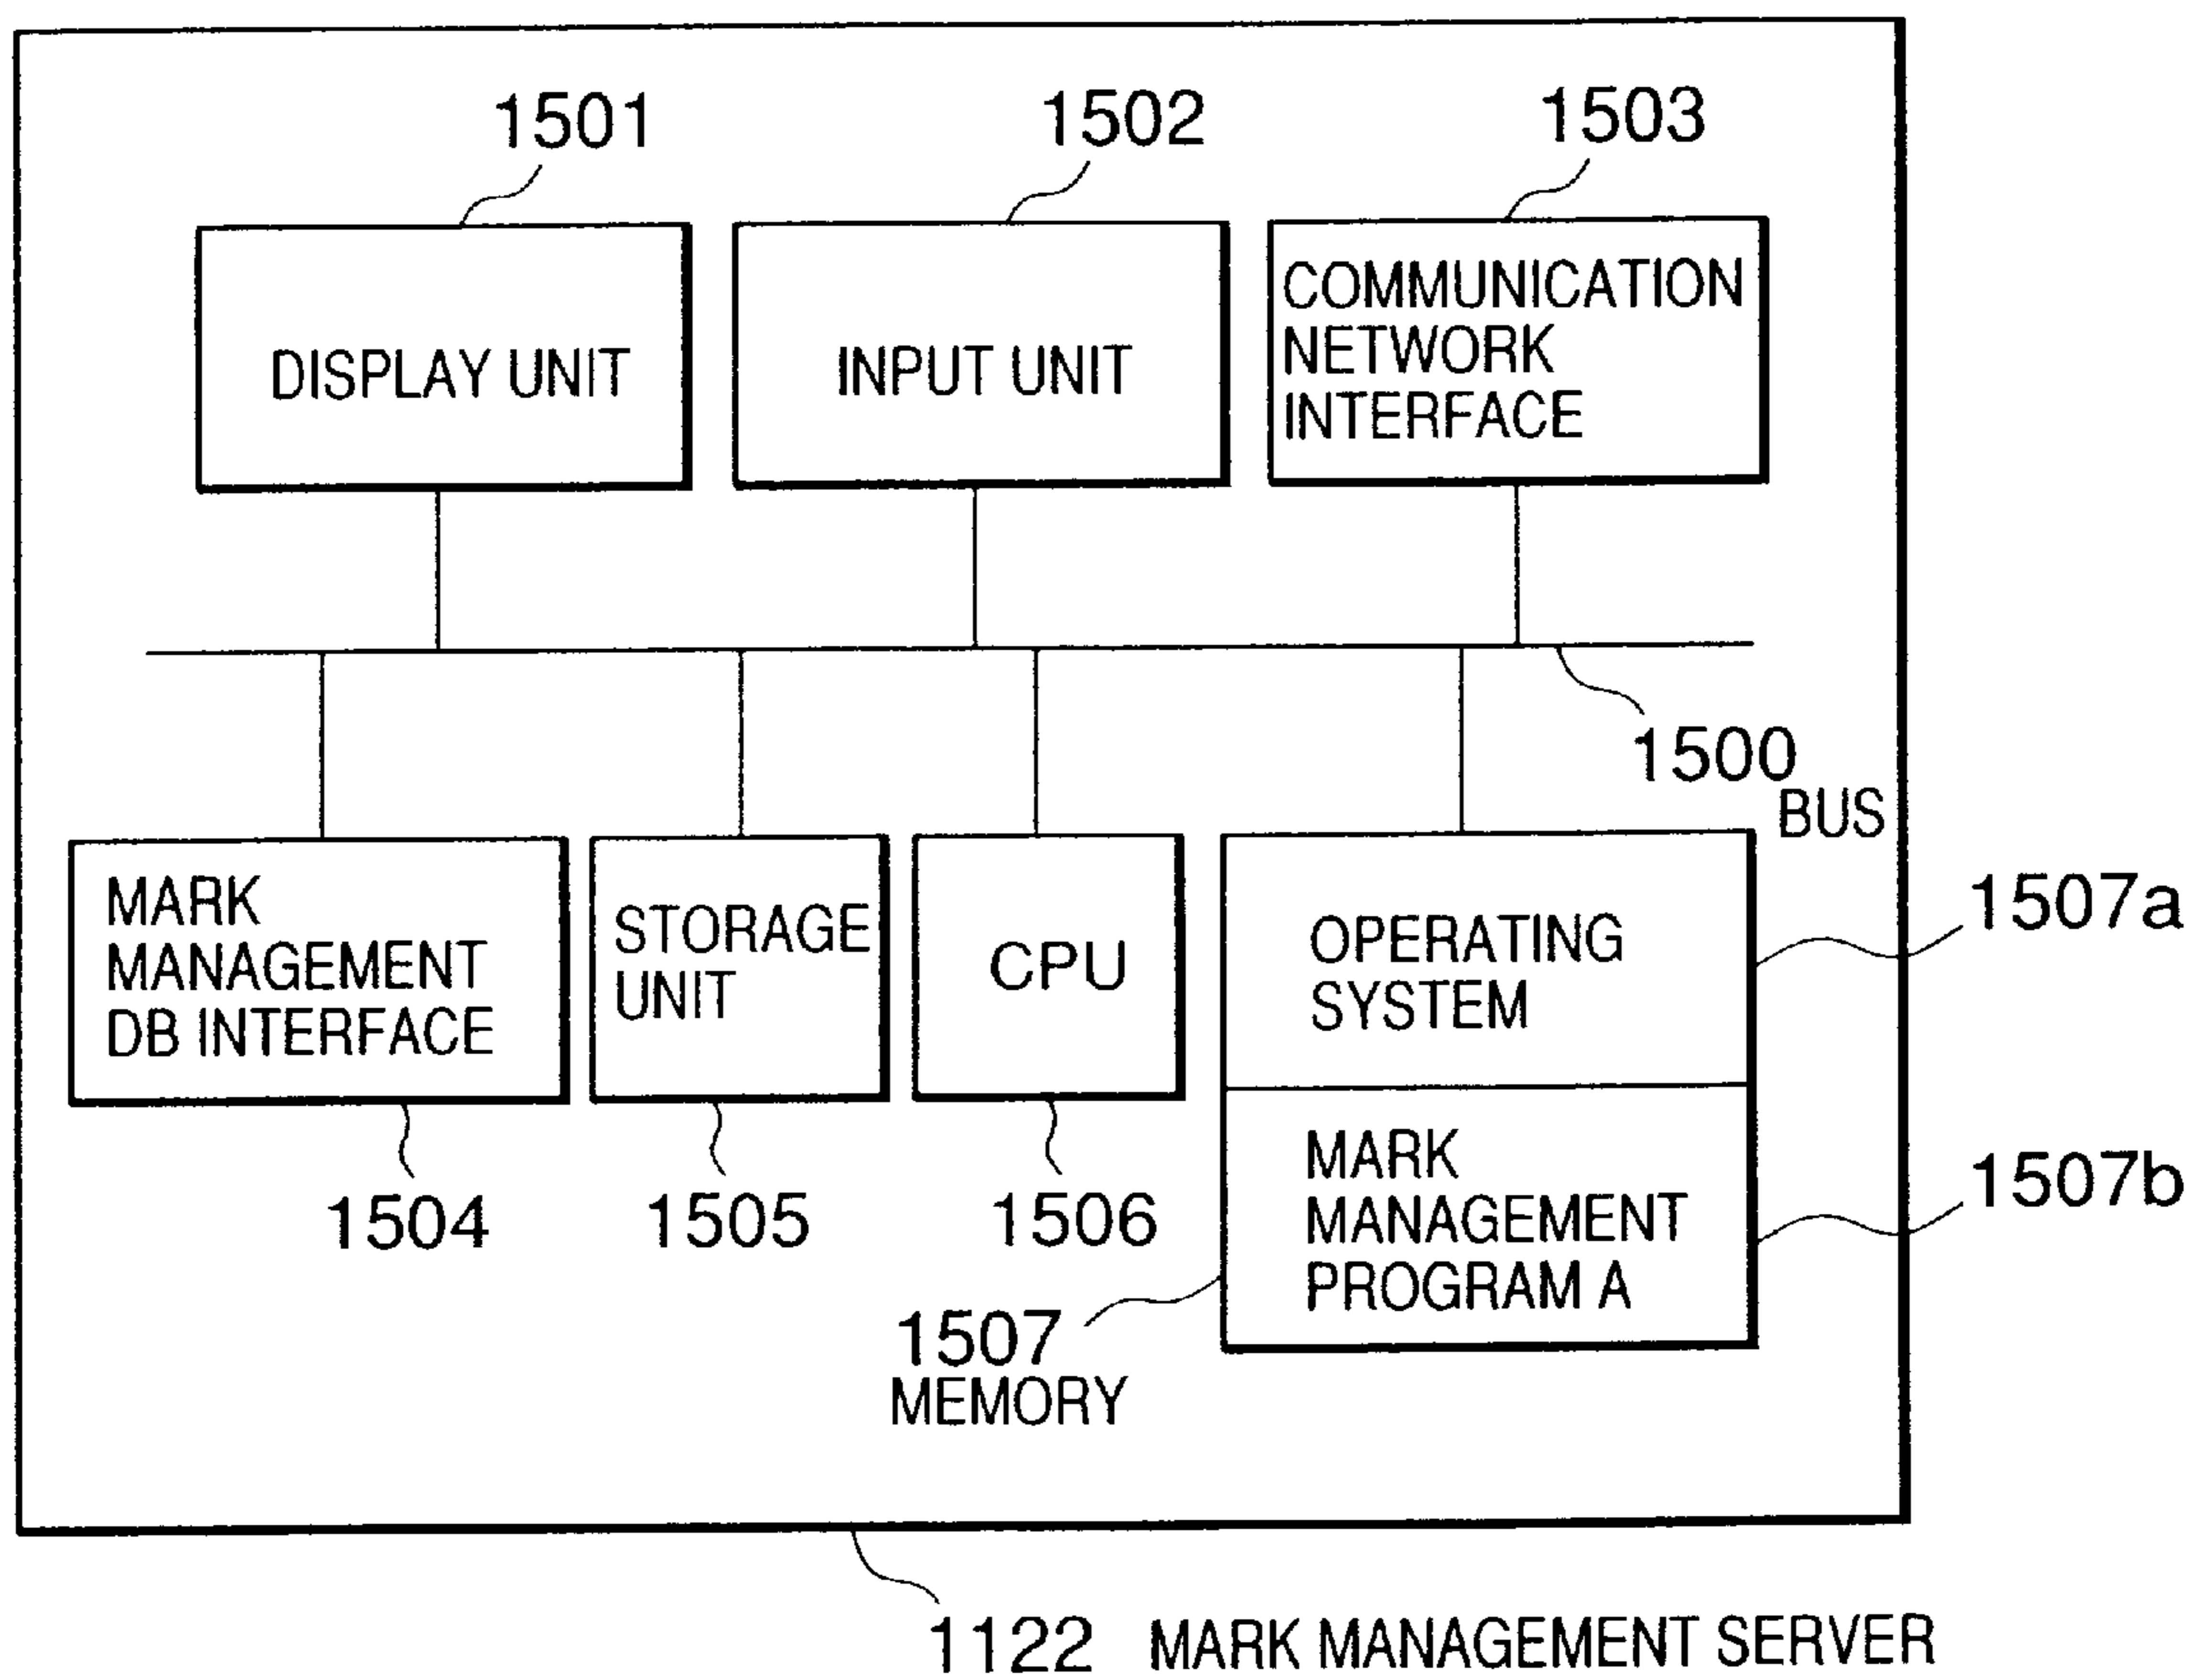 1501
1502
1503
DISPLAY UNIT
INPUT UNIT
COMMUNICATION
NETWORK
INTERFACE
1500
BUS
MARK
MANAGEMENT
DB INTERFACE
STORAGE
UNIT
CPU
OPERATING
SYSTEM
1507a
MARK
MANAGEMENT
PROGRAM A
1507b
1504
1505
1506
1507
MEMORY
1122 MARK MANAGEMENT SERVER